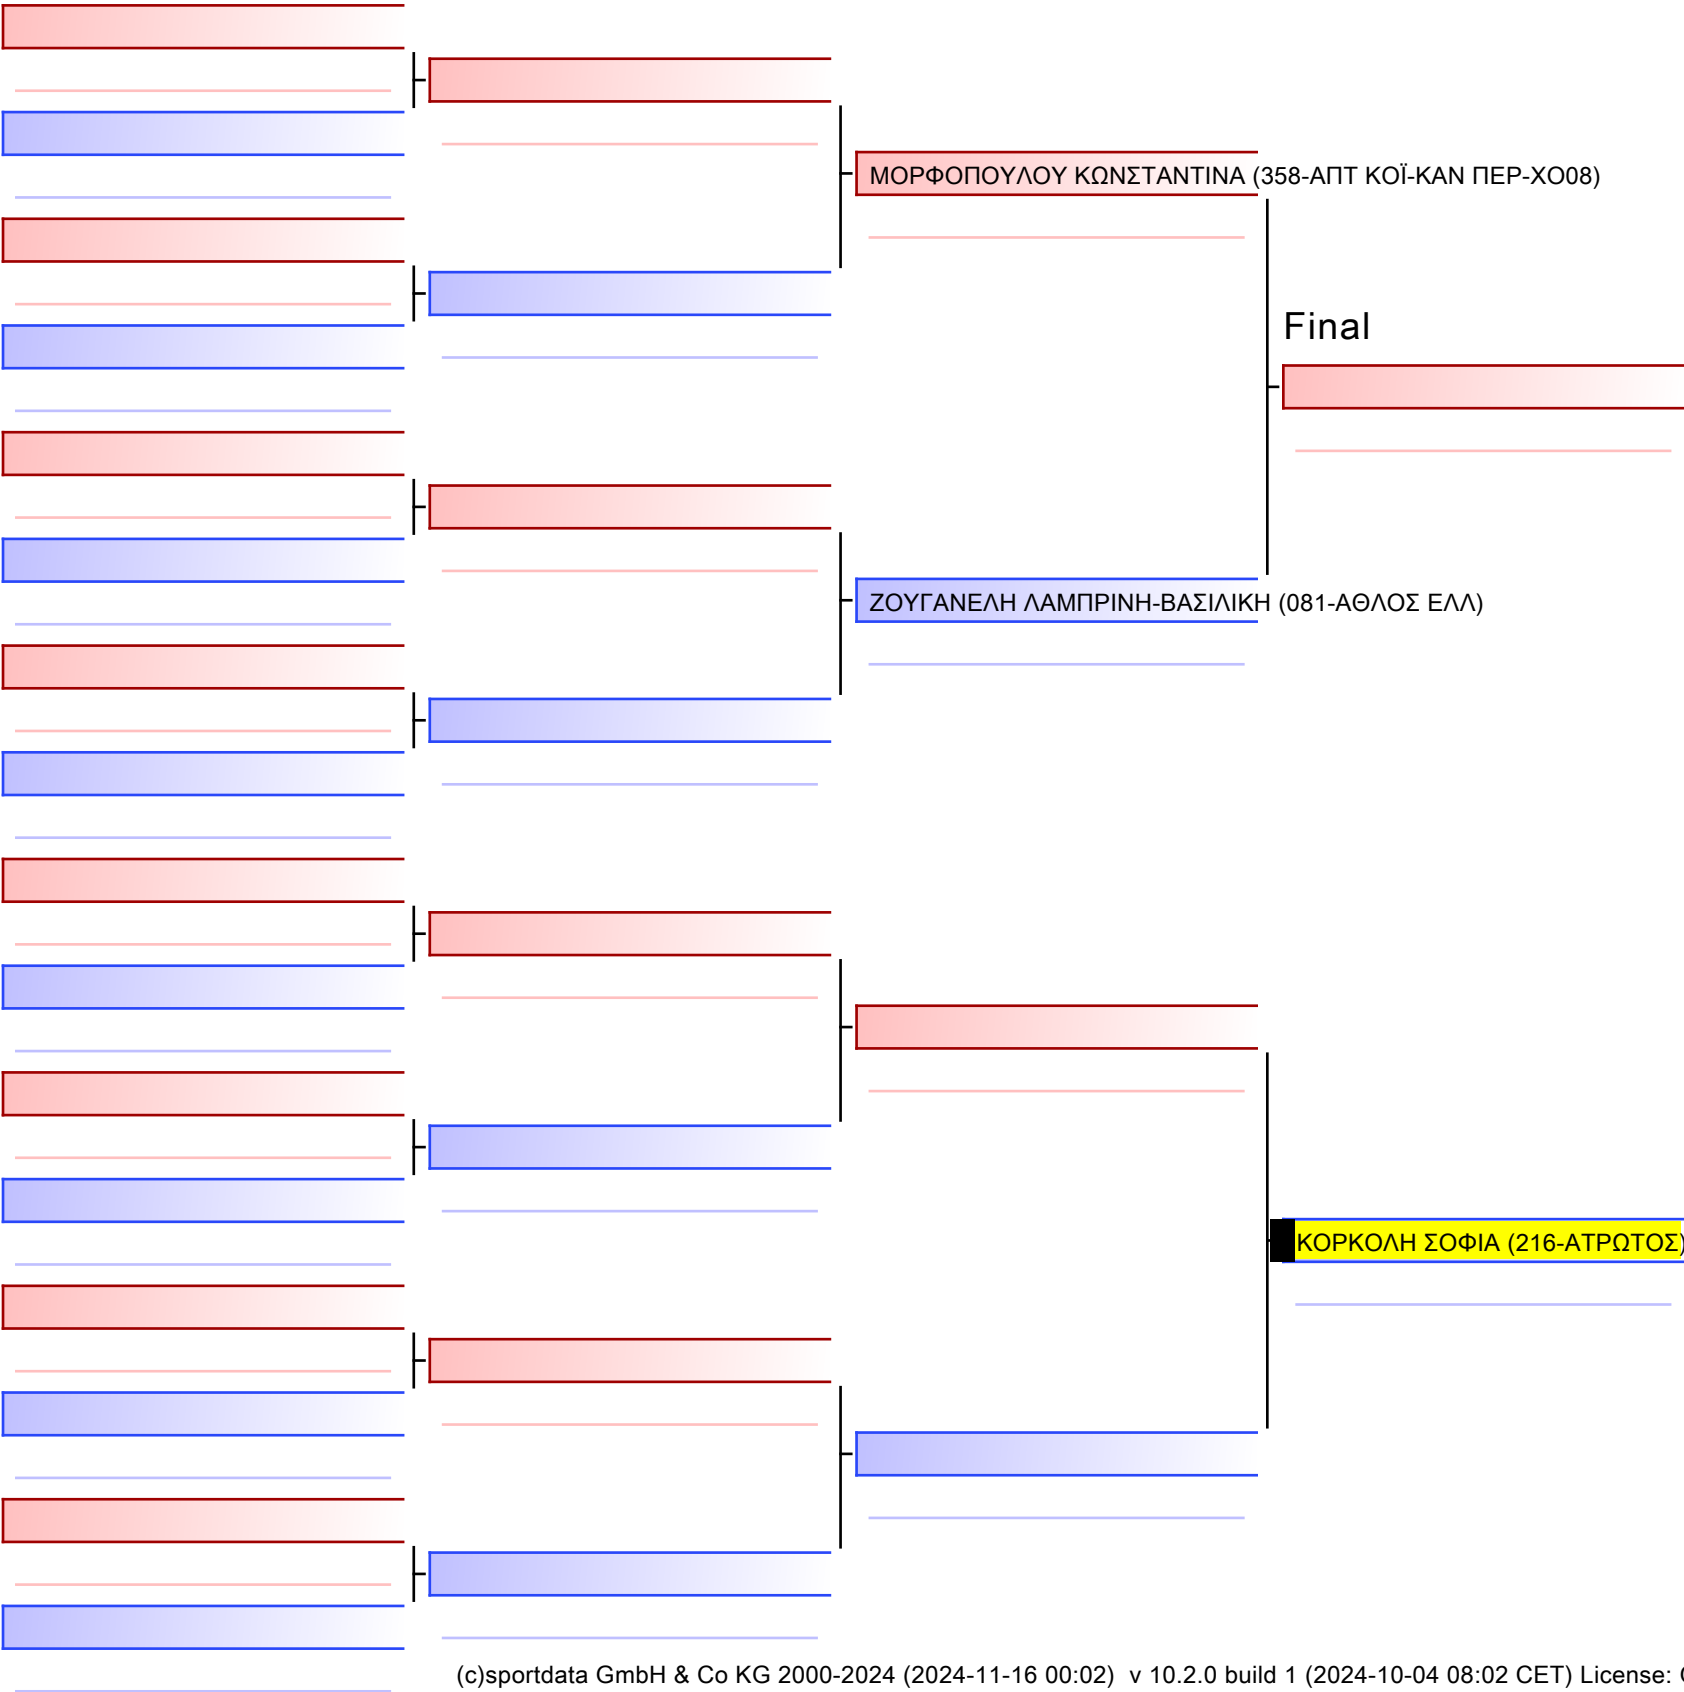 ΜΟΡΦΟΠΟΥΛΟΥ ΚΩΝΣΤΑΝΤΙΝΑ (358-ΑΠΤ ΚΟΪ-ΚΑΝ ΠΕΡ-ΧΟ08)
Final
ΖΟΥΓΑΝΕΛΗ ΛΑΜΠΡΙΝΗ-ΒΑΣΙΛΙΚΗ (081-ΑΘΛΟΣ ΕΛΛ)
ΚΟΡΚΟΛΗ ΣΟΦΙΑ (216-ΑΤΡΩΤΟΣ)
(c)sportdata GmbH & Co KG 2000-2024 (2024-11-16 00:02) v 10.2.0 build 1 (2024-10-04 08:02 CET) License: